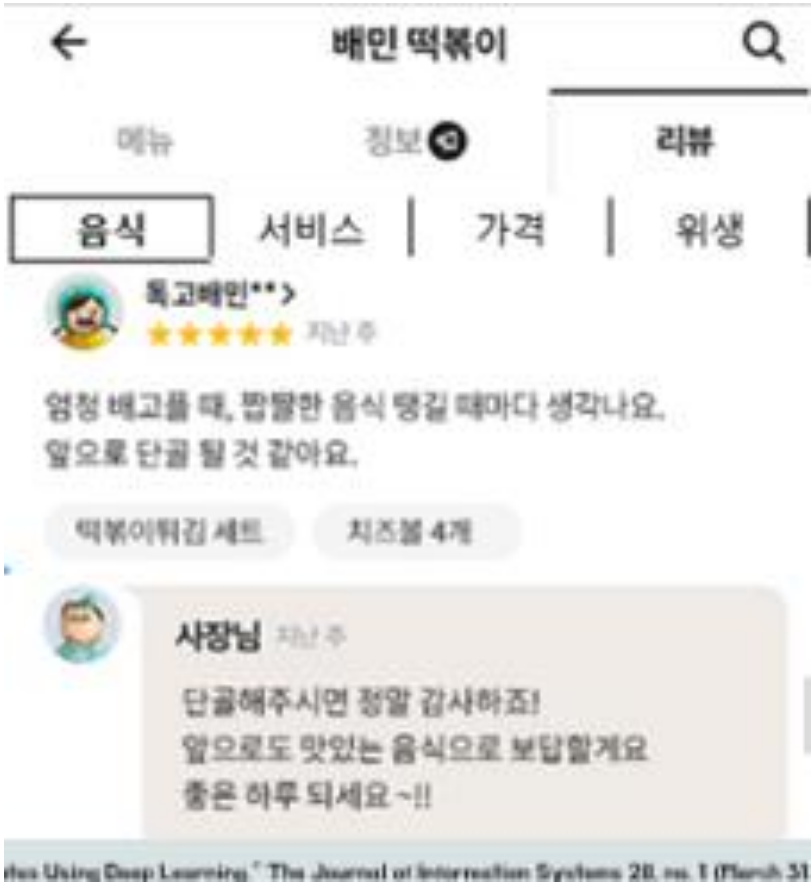 배민 떡볶이
메뉴 정보 리뷰
음식 서비스 가격 위생
독고배민**>
지난 주
엄청 배고플 때, 짭짤한 음식 땡길 때마다 생각나요.
앞으로 단골 될 것 같아요.
떡볶이튀김 세트 치즈볼 4개
사장님 지난 주
단골해주시면 정말 감사하죠!
앞으로도 맛있는 음식으로 보답할게요
좋은 하루 되세요 ~!!
Using Deep Learning." The Journal of Information Systems 28, no. 1 (March 31